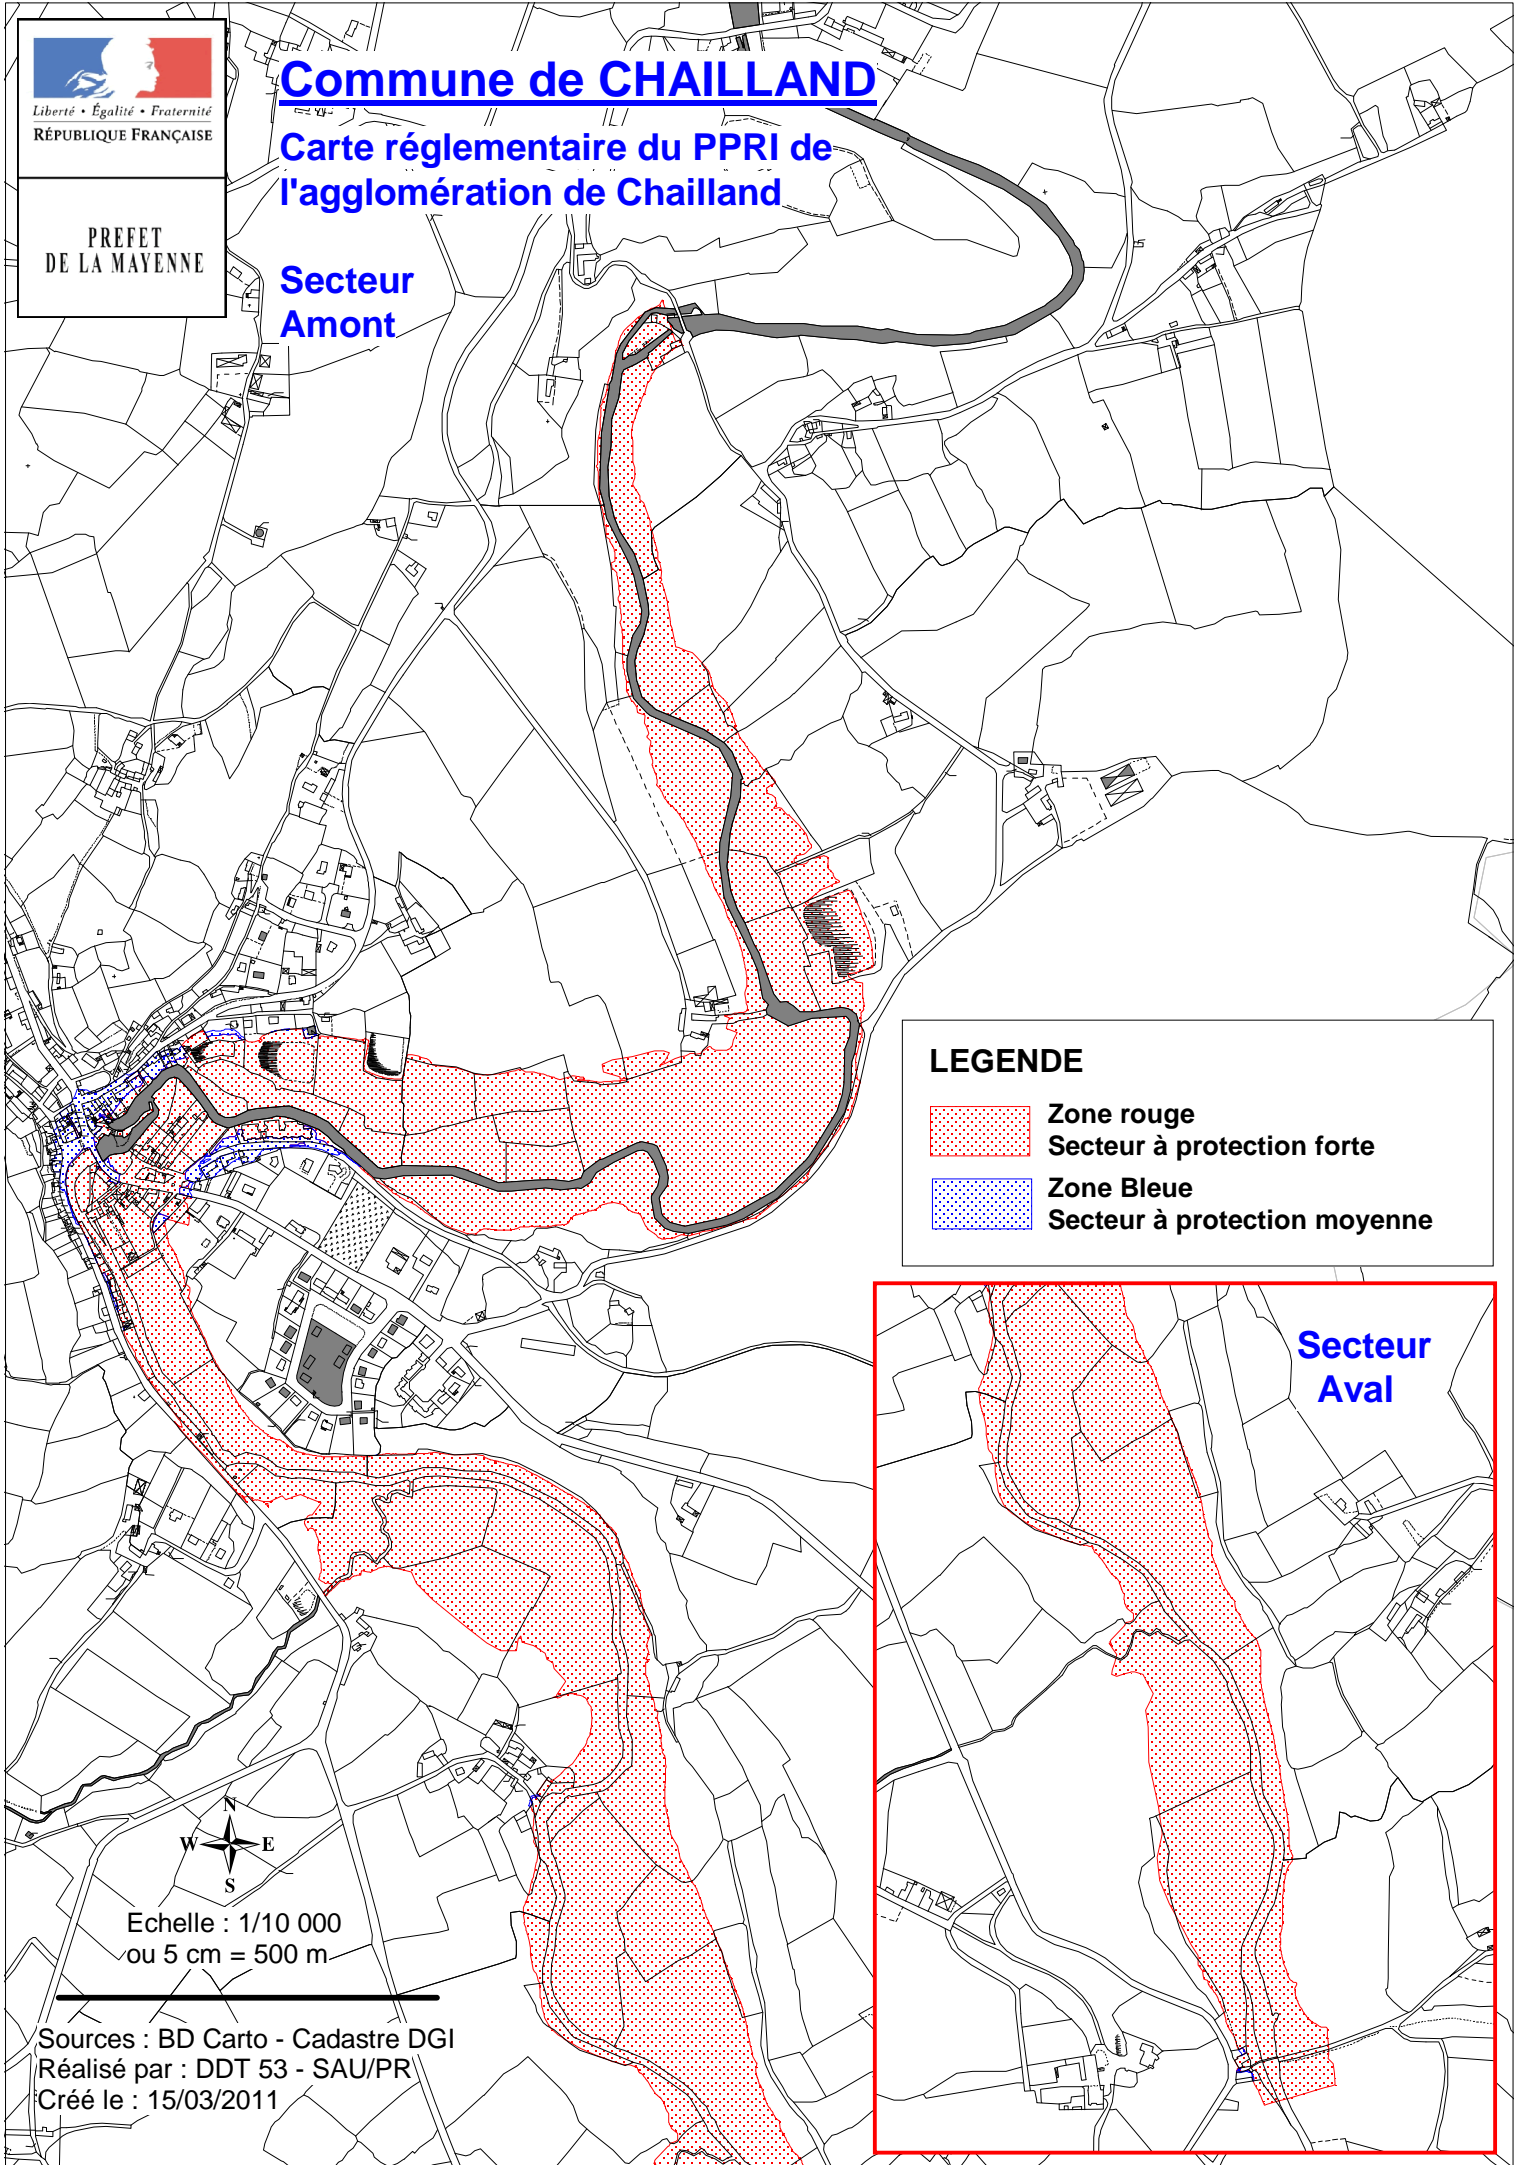 Liberté • Égalité • Fraternité
RÉPUBLIQUE FRANÇAISE
PREFET
DE LA MAYENNE
Commune de CHAILLAND
Carte réglementaire du PPRI de
l'agglomération de Chailland
Secteur
Amont
LEGENDE
Zone rouge
Secteur à protection forte
Zone Bleue
Secteur à protection moyenne
Secteur
Aval
N
W
E
S
Echelle : 1/10 000
ou 5 cm = 500 m
Sources : BD Carto - Cadastre DGI
Réalisé par : DDT 53 - SAU/PR
Créé le : 15/03/2011